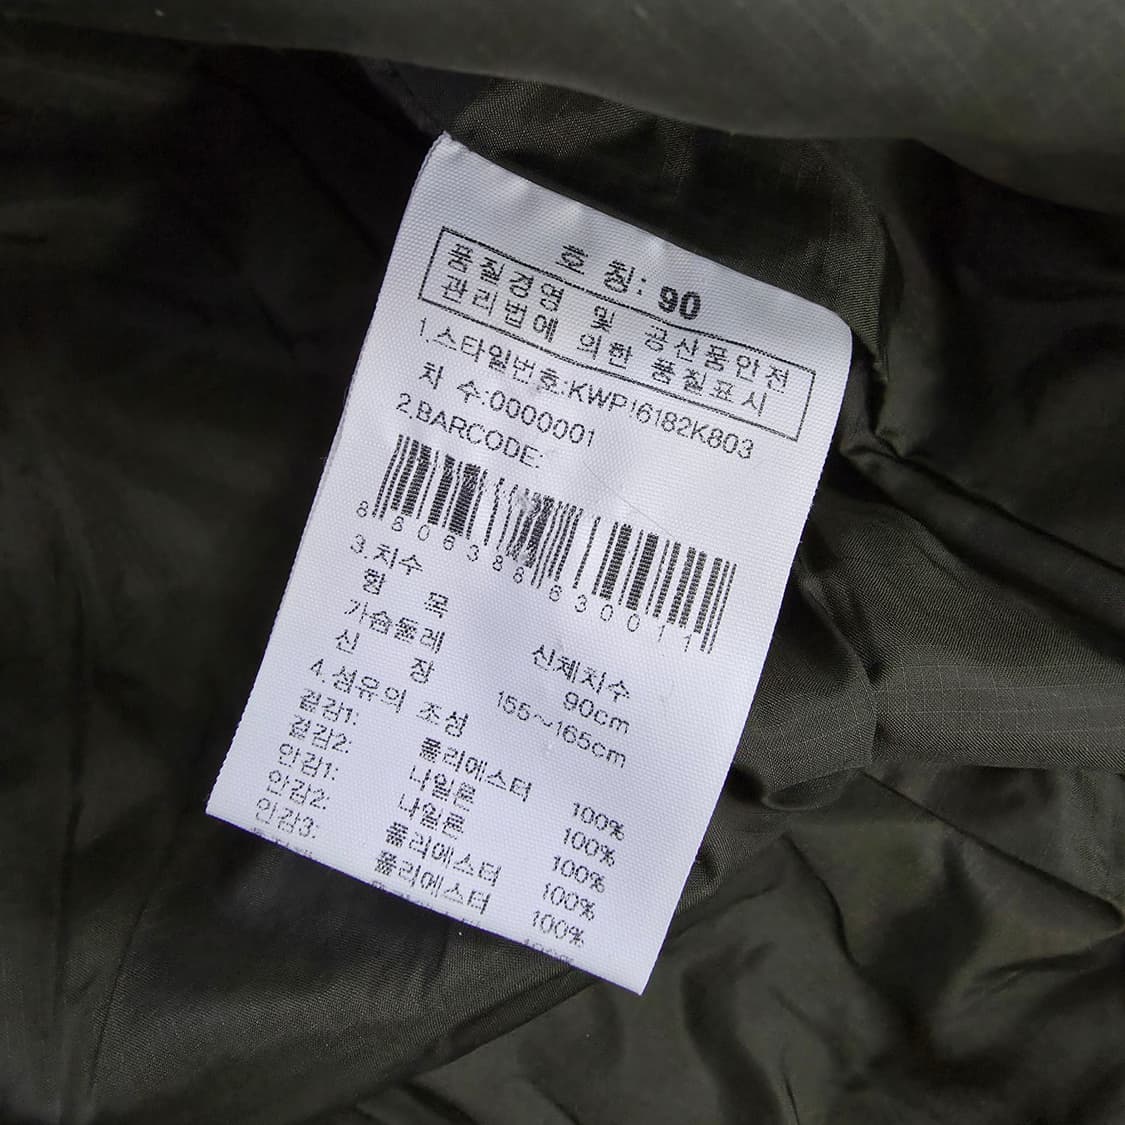 호 칭: 90
품질경영 및 공산품안전
관리법에 의한 품질표시
1.스타일번호:KWP16182K803
차 수:0000001
2.BARCODE:
8 806388 630011
3.치수
항 목 신체치수
가슴둘레 90cm
신 장 155~165cm
4.섬유의 조성
겉감1: 폴리에스터 100%
겉감2: 나일론 100%
안감1: 나일론 100%
안감2: 폴리에스터 100%
안감3: 폴리에스터 100%